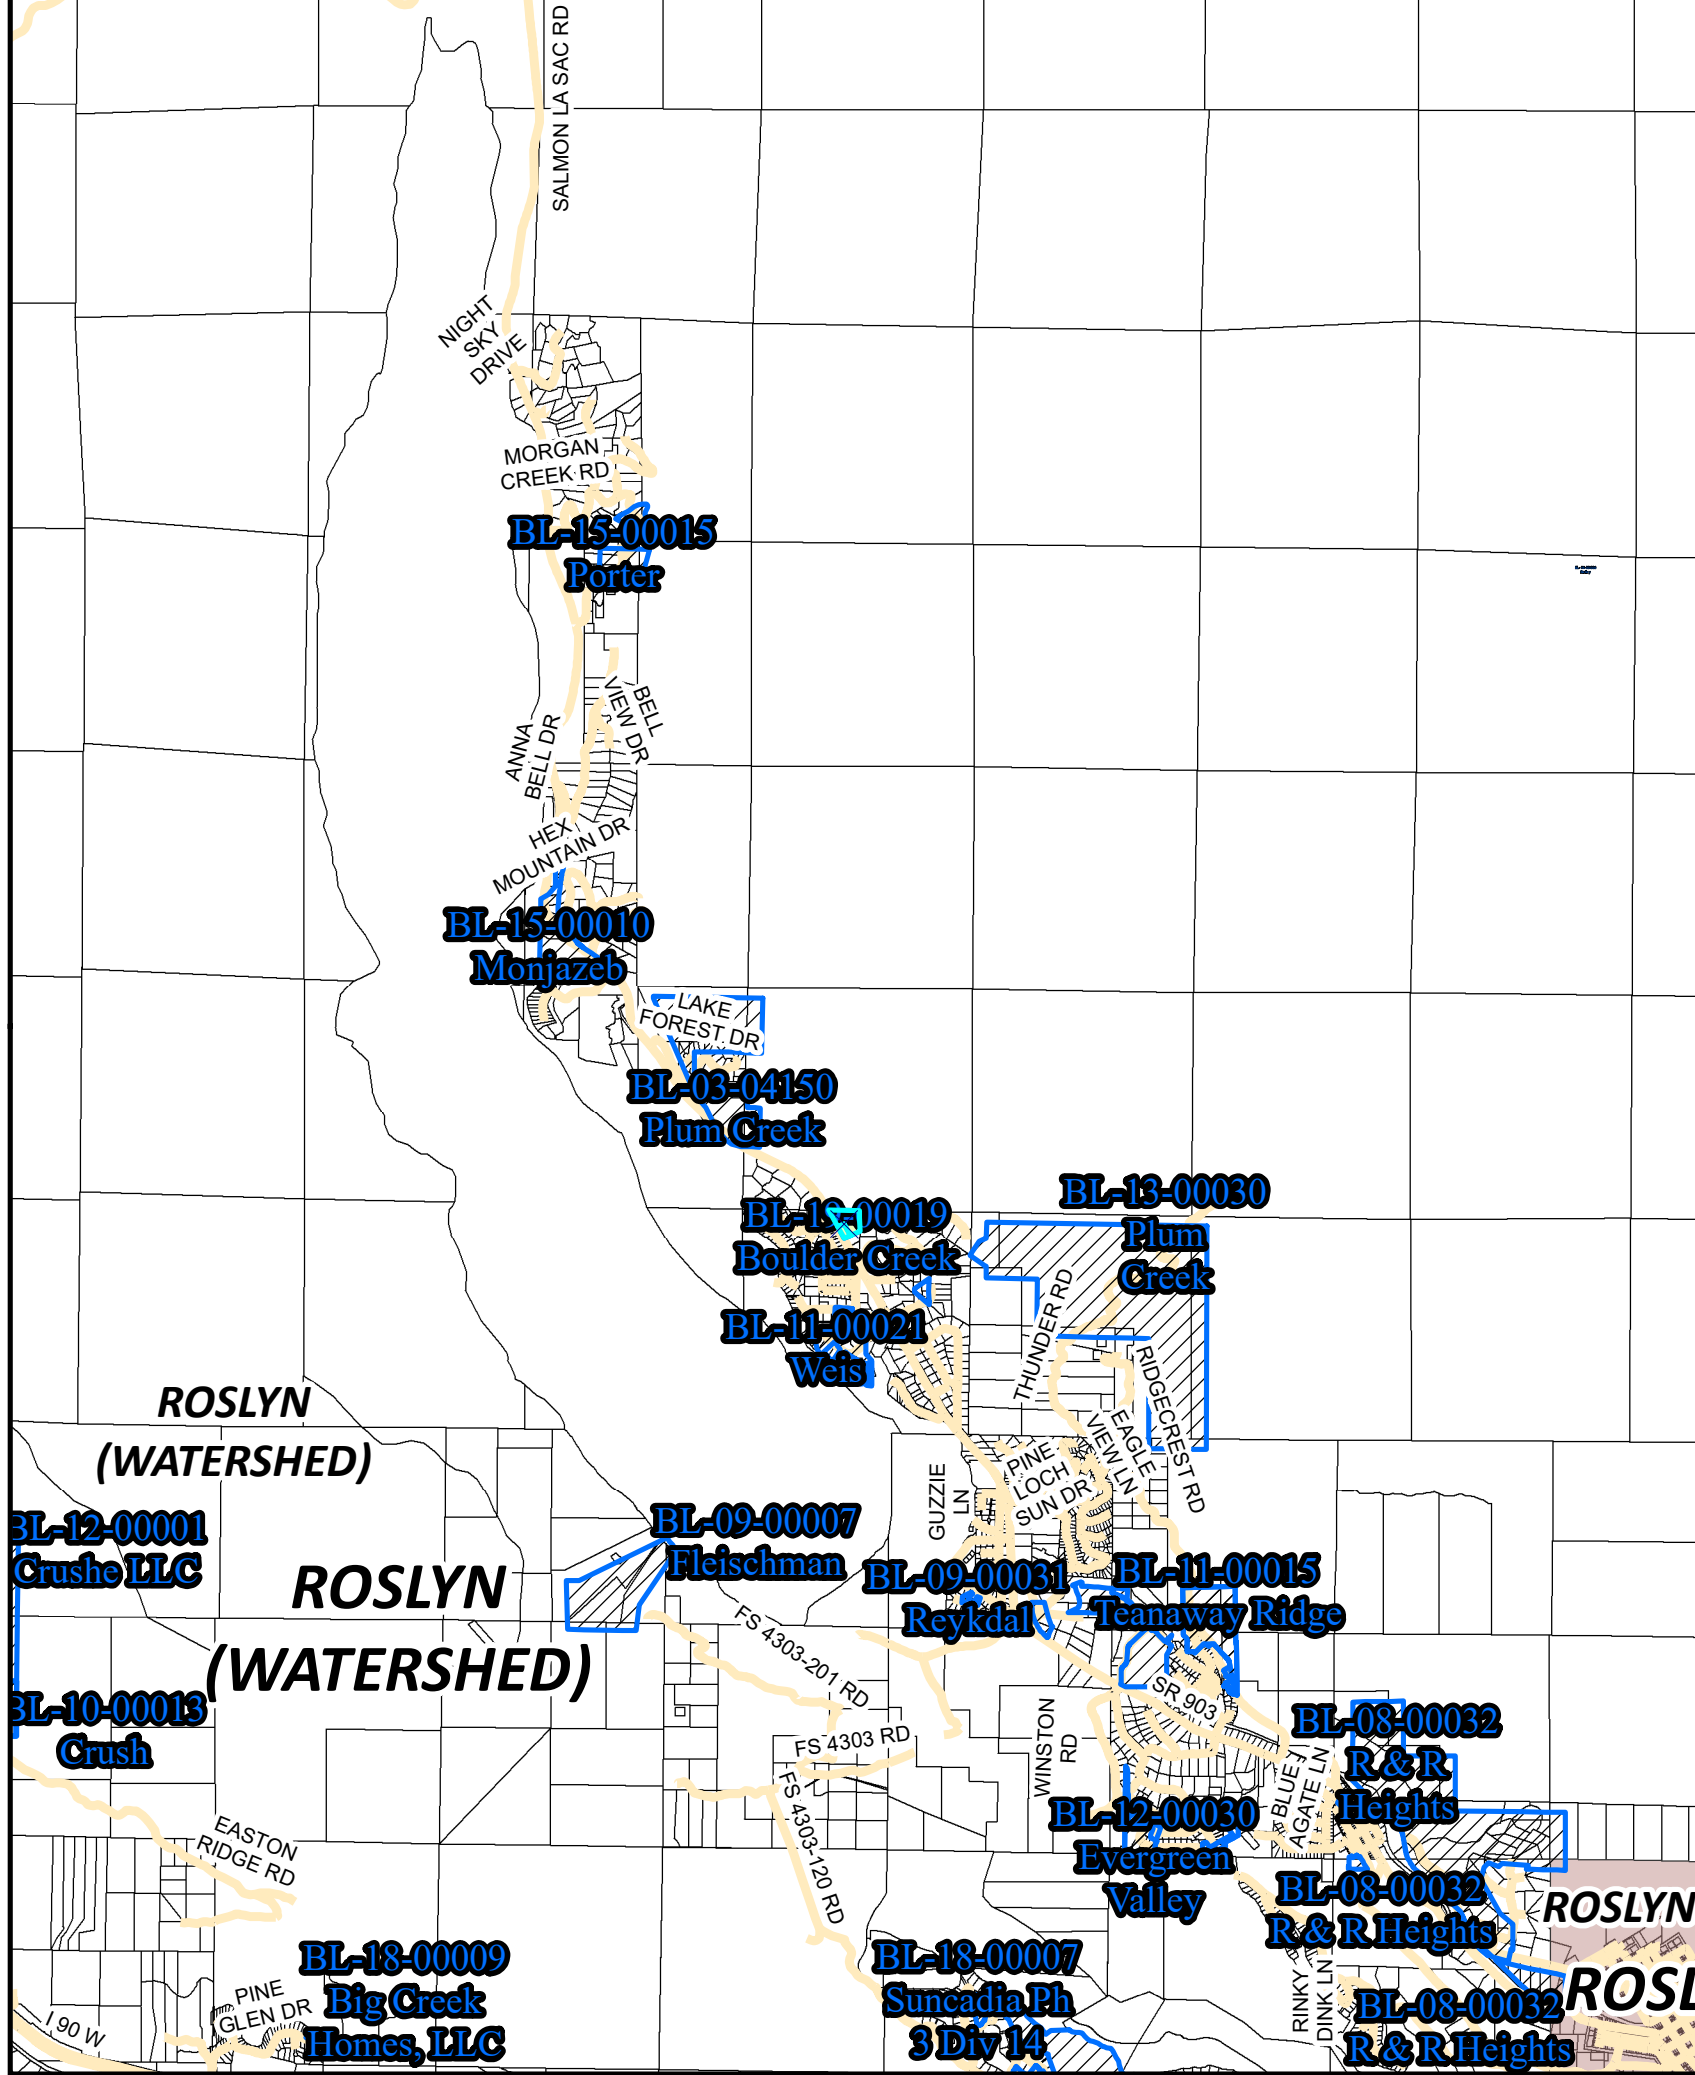 SALMON LA SAC RD
NIGHT
SKY
DRIVE
MORGAN
CREEK RD
BL-15-00015
Porter
BELL
VIEW DR
ANNA
BELL DR
HEX
MOUNTAIN DR
BL-15-00010
Monjazeb
LAKE
FOREST DR
BL-03-04150
Plum Creek
BL-13-00030
Plum
Creek
BL-19-00019
Boulder Creek
THUNDER RD
BL-11-00021
Weis
RIDGECREST RD
EAGLE
VIEW LN
ROSLYN
(WATERSHED)
PINE
LOCH
SUN DR
GUZZIE
LN
BL-12-00001
Crushe LLC
BL-09-00007
Fleischman
ROSLYN
(WATERSHED)
BL-09-00031
Reykdal
BL-11-00015
Teanaway Ridge
FS 4303-201 RD
SR 903
BL-10-00013
Crush
WINSTON
RD
FS 4303 RD
BL-08-00032
R & R
Heights
BLUE
AGATE LN
FS 4303-120 RD
BL-12-00030
Evergreen
Valley
EASTON
RIDGE RD
BL-08-00032
R & R Heights
ROSLYN
BL-18-00009
Big Creek
Homes, LLC
BL-18-00007
Suncadia Ph
3 Div 14
PINE
GLEN DR
I 90 W
RINKY
DINK LN
BL-08-00032
R & R Heights
ROSL